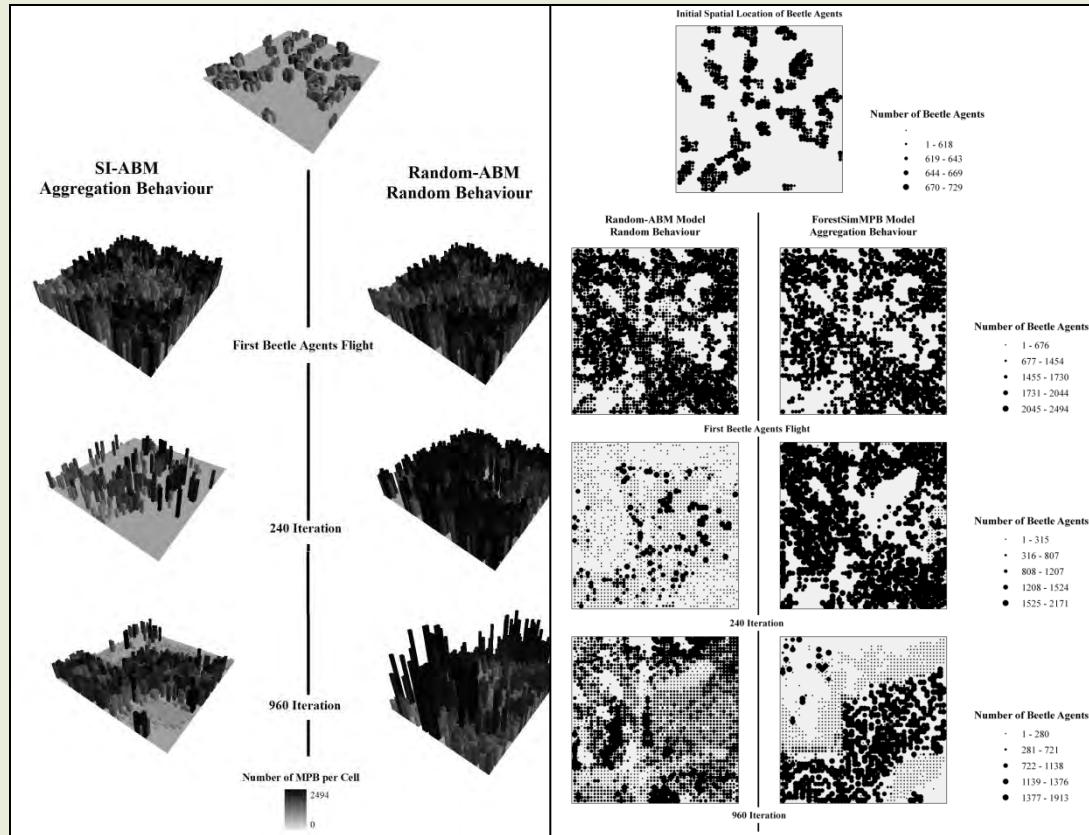 SI-ABM
Aggregation Behaviour
Random-ABM
Random Behaviour
First Beetle Agents Flight
240 Iteration
960 Iteration
Number of MPB per Cell
2494
0
Initial Spatial Location of Beetle Agents
Number of Beetle Agents
1 - 618
619 - 643
644 - 669
670 - 729
Random-ABM Model
Random Behaviour
ForestSimMPB Model
Aggregation Behaviour
Number of Beetle Agents
1 - 676
677 - 1454
1455 - 1730
1731 - 2044
2045 - 2494
First Beetle Agents Flight
Number of Beetle Agents
1 - 315
316 - 807
808 - 1207
1208 - 1524
1525 - 2171
240 Iteration
Number of Beetle Agents
1 - 280
281 - 721
722 - 1138
1139 - 1376
1377 - 1913
960 Iteration